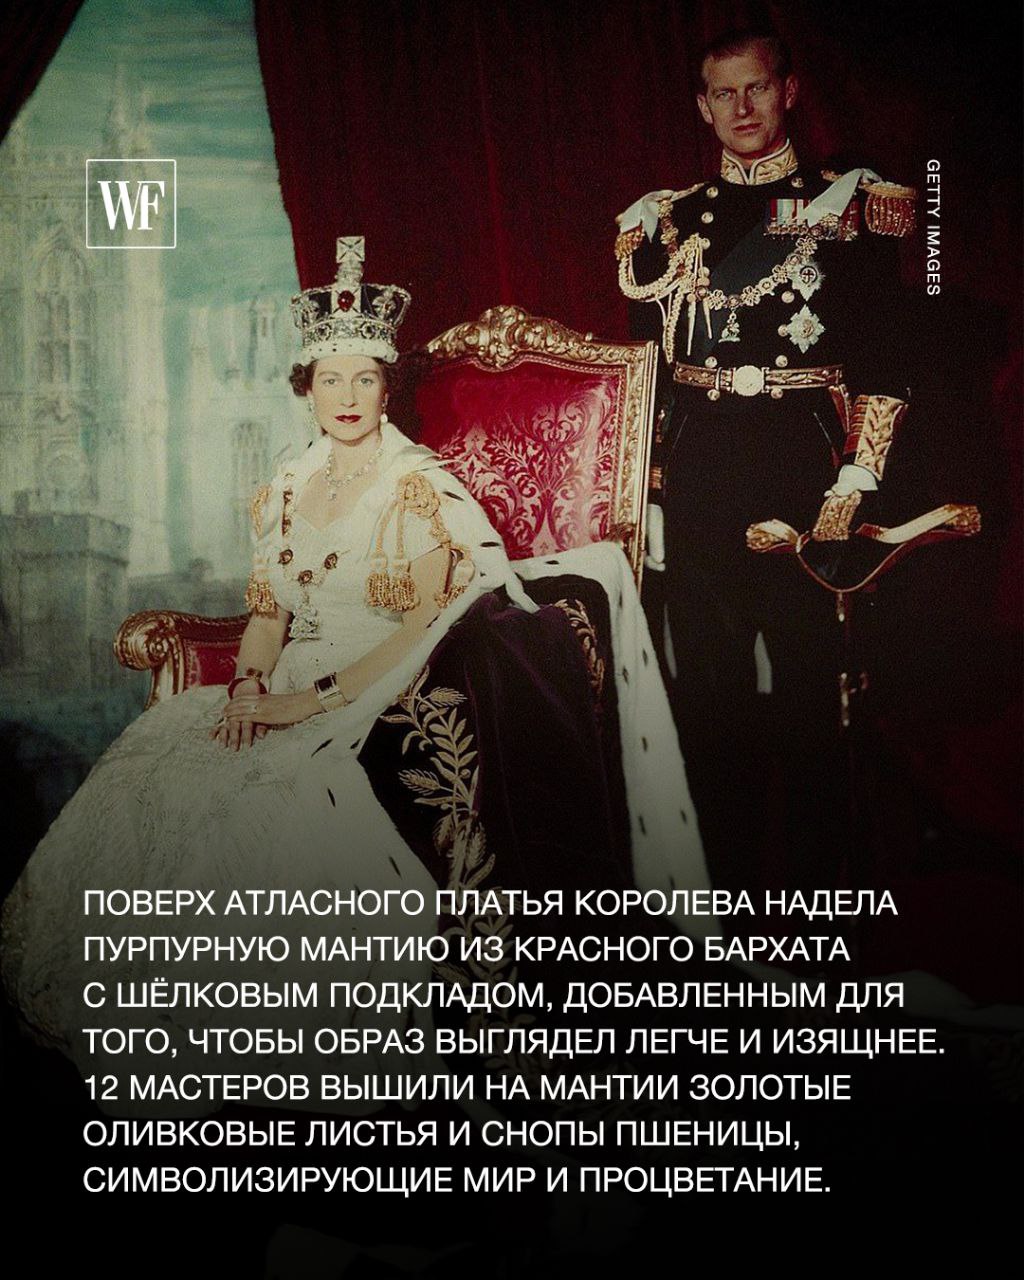 WF
GETTY IMAGES
ПОВЕРХ АТЛАСНОГО ПЛАТЬЯ КОРОЛЕВА НАДЕЛА
ПУРПУРНУЮ МАНТИЮ ИЗ КРАСНОГО БАРХАТА
С ШЁЛКОВЫМ ПОДКЛАДОМ, ДОБАВЛЕННЫМ ДЛЯ
ТОГО, ЧТОБЫ ОБРАЗ ВЫГЛЯДЕЛ ЛЕГЧЕ И ИЗЯЩНЕЕ.
12 МАСТЕРОВ ВЫШИЛИ НА МАНТИИ ЗОЛОТЫЕ
ОЛИВКОВЫЕ ЛИСТЬЯ И СНОПЫ ПШЕНИЦЫ,
СИМВОЛИЗИРУЮЩИЕ МИР И ПРОЦВЕТАНИЕ.